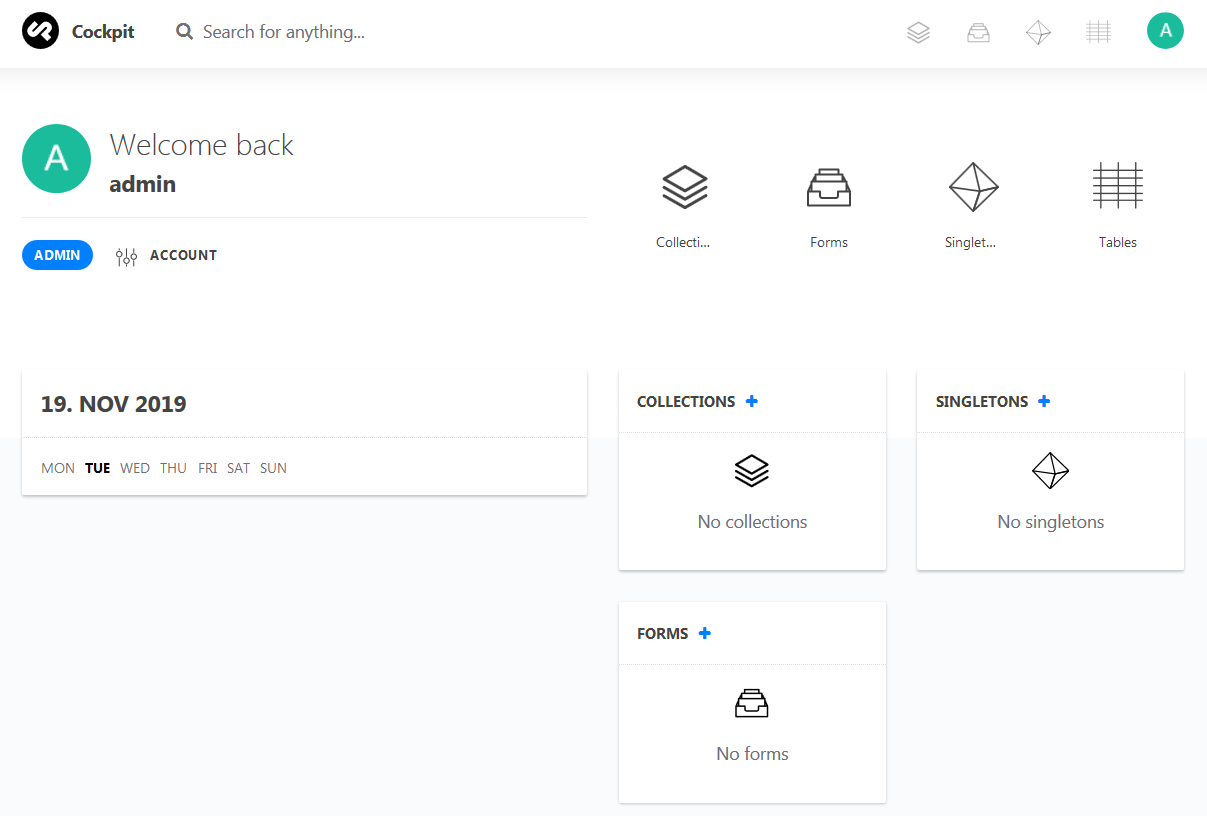 Cockpit
Search for anything...
A
A
Welcome back
admin
ADMIN
ACCOUNT
Collecti...
Forms
Singlet...
Tables
19. NOV 2019
MON TUE WED THU FRI SAT SUN
COLLECTIONS +
No collections
SINGLETONS +
No singletons
FORMS +
No forms